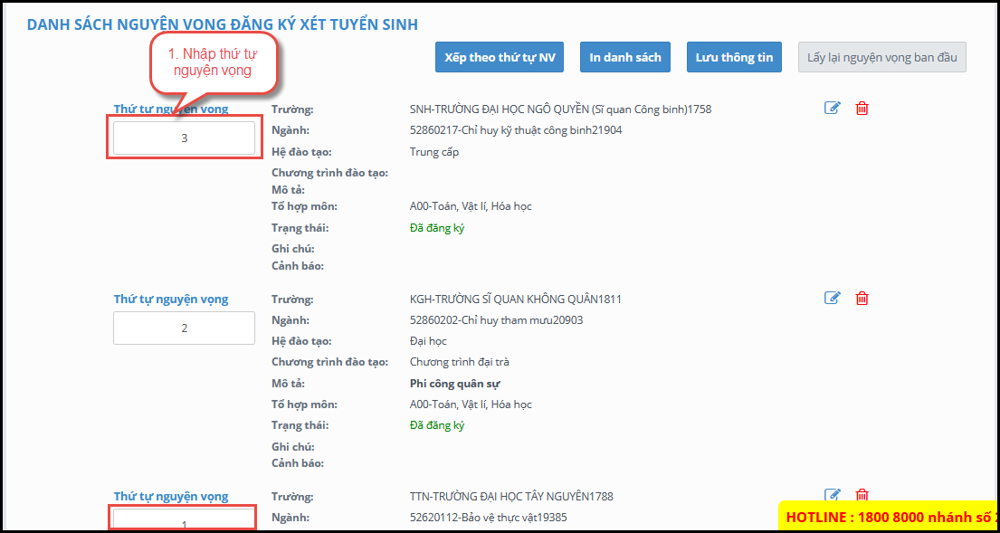 DANH SÁCH NGUYỆN VỌNG ĐĂNG KÝ XÉT TUYỂN SINH
1. Nhập thứ tự
nguyện vọng
Xếp theo thứ tự NV
In danh sách
Lưu thông tin
Lấy lại nguyện vọng ban đầu
Thứ tự nguyện vọng
3
Trường: SNH-TRƯỜNG ĐẠI HỌC NGÔ QUYỀN (Sĩ quan Công binh)1758
Ngành: 52860217-Chỉ huy kỹ thuật công binh21904
Hệ đào tạo: Trung cấp
Chương trình đào tạo:
Mô tả:
Tổ hợp môn: A00-Toán, Vật lí, Hóa học
Trạng thái: Đã đăng ký
Ghi chú:
Cảnh báo:
Thứ tự nguyện vọng
2
Trường: KGH-TRƯỜNG SĨ QUAN KHÔNG QUÂN1811
Ngành: 52860202-Chỉ huy tham mưu20903
Hệ đào tạo: Đại học
Chương trình đào tạo: Chương trình đại trà
Mô tả: Phi công quân sự
Tổ hợp môn: A00-Toán, Vật lí, Hóa học
Trạng thái: Đã đăng ký
Ghi chú:
Cảnh báo:
Thứ tự nguyện vọng
1
Trường: TTN-TRƯỜNG ĐẠI HỌC TÂY NGUYÊN1788
Ngành: 52620112-Bảo vệ thực vật19385
HOTLINE : 1800 8000 nhánh số